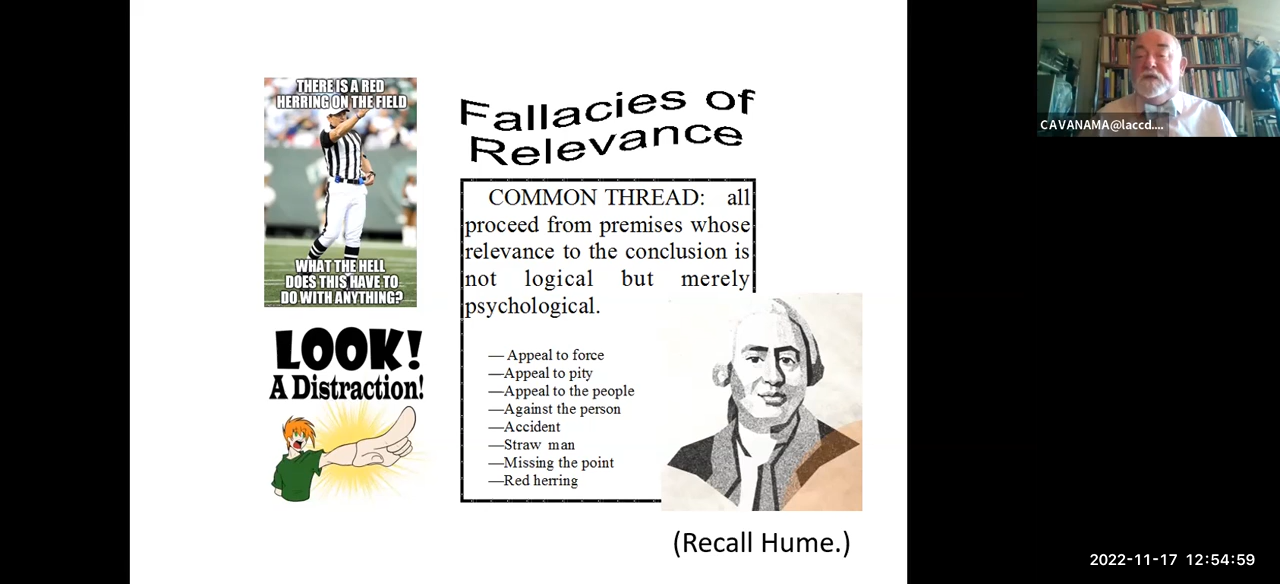 THERE IS A RED
HERRING ON THE FIELD
WHAT THE HELL
DOES THIS HAVE TO
DO WITH ANYTHING?
LOOK!
A DISTRACTION!
Fallacies of
Relevance
COMMON THREAD: all
proceed from premises whose
relevance to the conclusion is
not logical but merely
psychological.
— Appeal to force
—Appeal to pity
—Appeal to the people
—Against the person
—Accident
—Straw man
—Missing the point
—Red herring
(Recall Hume.)
CAVANAMA@laccd....
2022-11-17 12:54:59